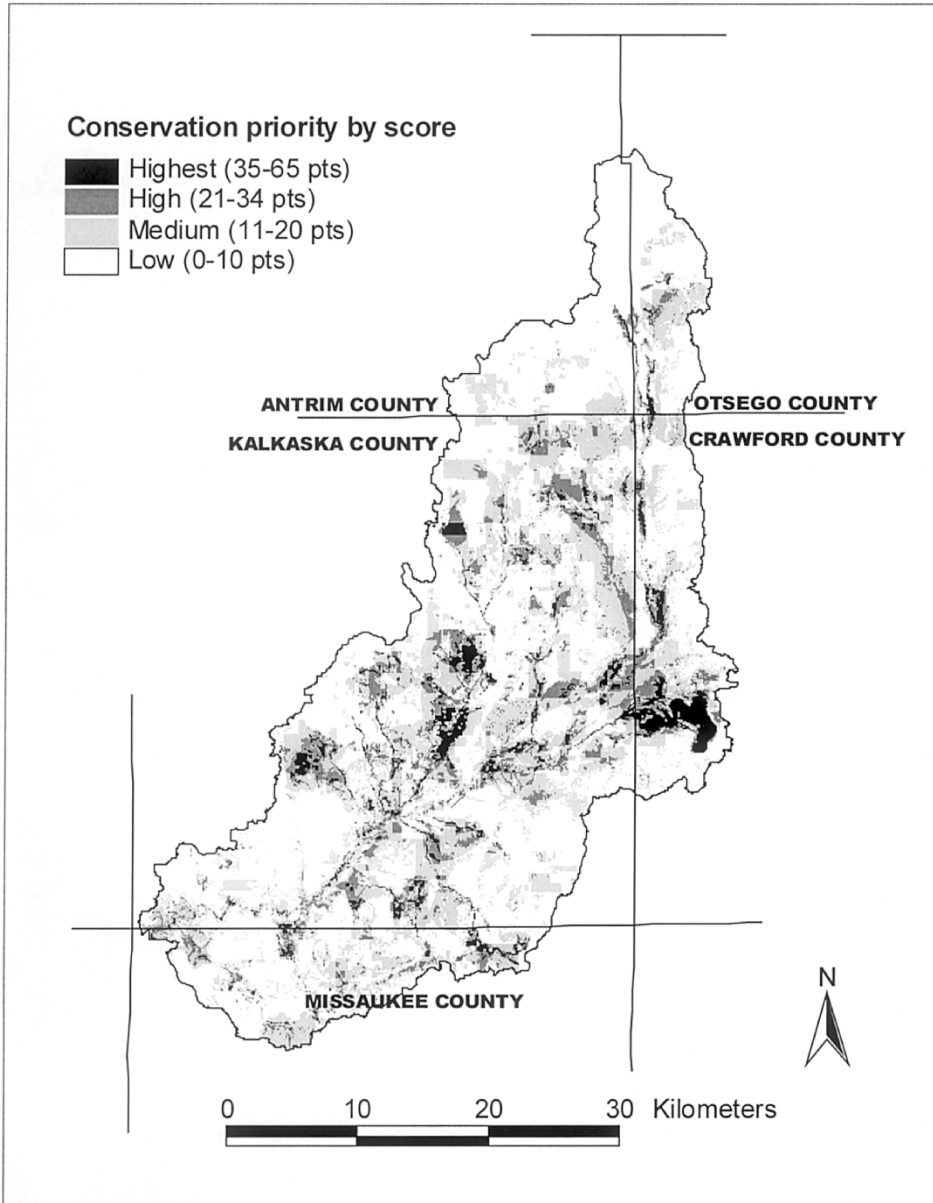 Conservation priority by score
Highest (35-65 pts)
High (21-34 pts)
Medium (11-20 pts)
Low (0-10 pts)
ANTRIM COUNTY
OTSEGO COUNTY
KALKASKA COUNTY
CRAWFORD COUNTY
MISSAUKEE COUNTY
N
0 10 20 30 Kilometers